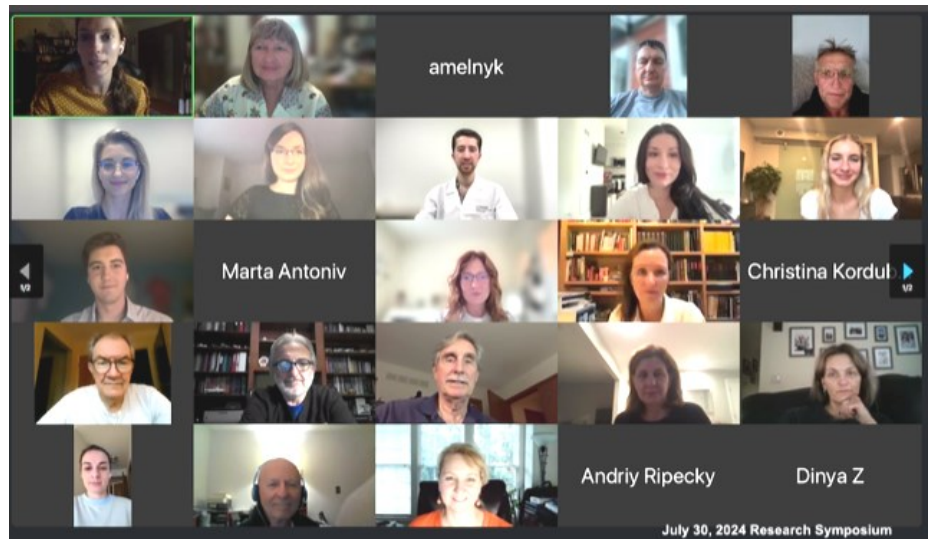 amelnyk
Marta Antoniv
Christina Kordub
1/2
1/2
Andriy Ripecky
Dinya Z
July 30, 2024 Research Symposium